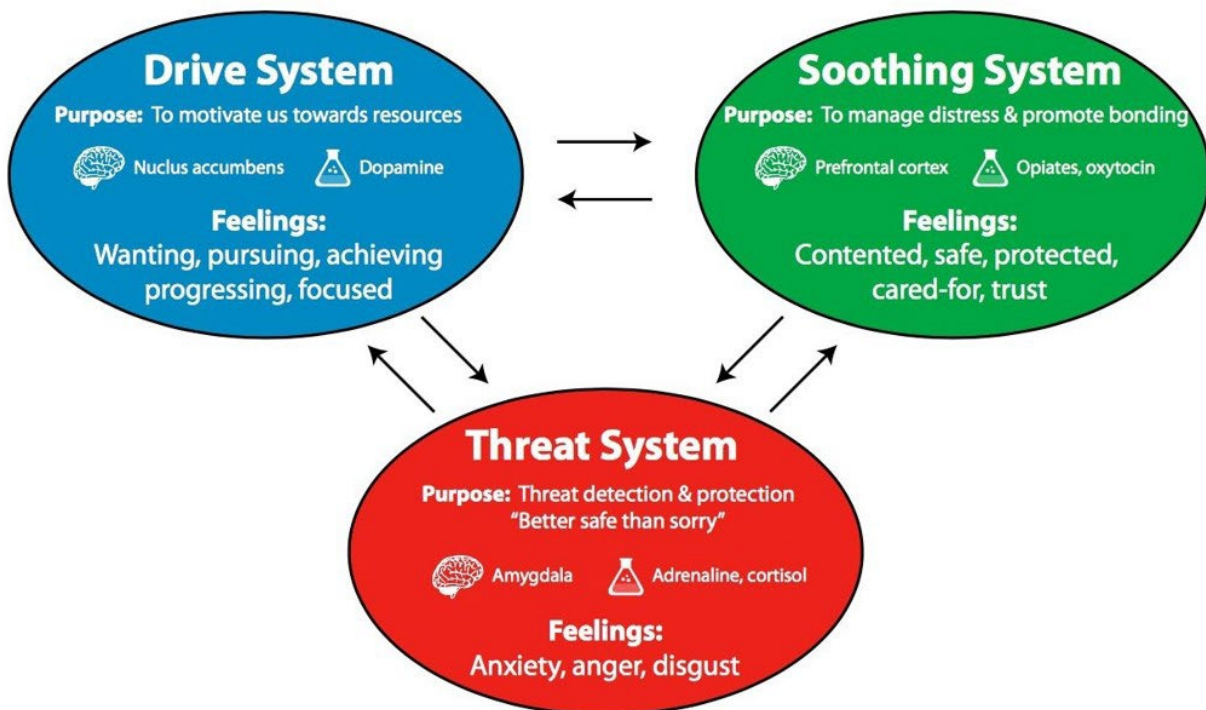 Drive System
Purpose: To motivate us towards resources
Nuclus accumbens
Dopamine
Feelings:
Wanting, pursuing, achieving
progressing, focused
Soothing System
Purpose: To manage distress & promote bonding
Prefrontal cortex
Opiates, oxytocin
Feelings:
Contented, safe, protected,
cared-for, trust
Threat System
Purpose: Threat detection & protection
“Better safe than sorry”
Amygdala
Adrenaline, cortisol
Feelings:
Anxiety, anger, disgust